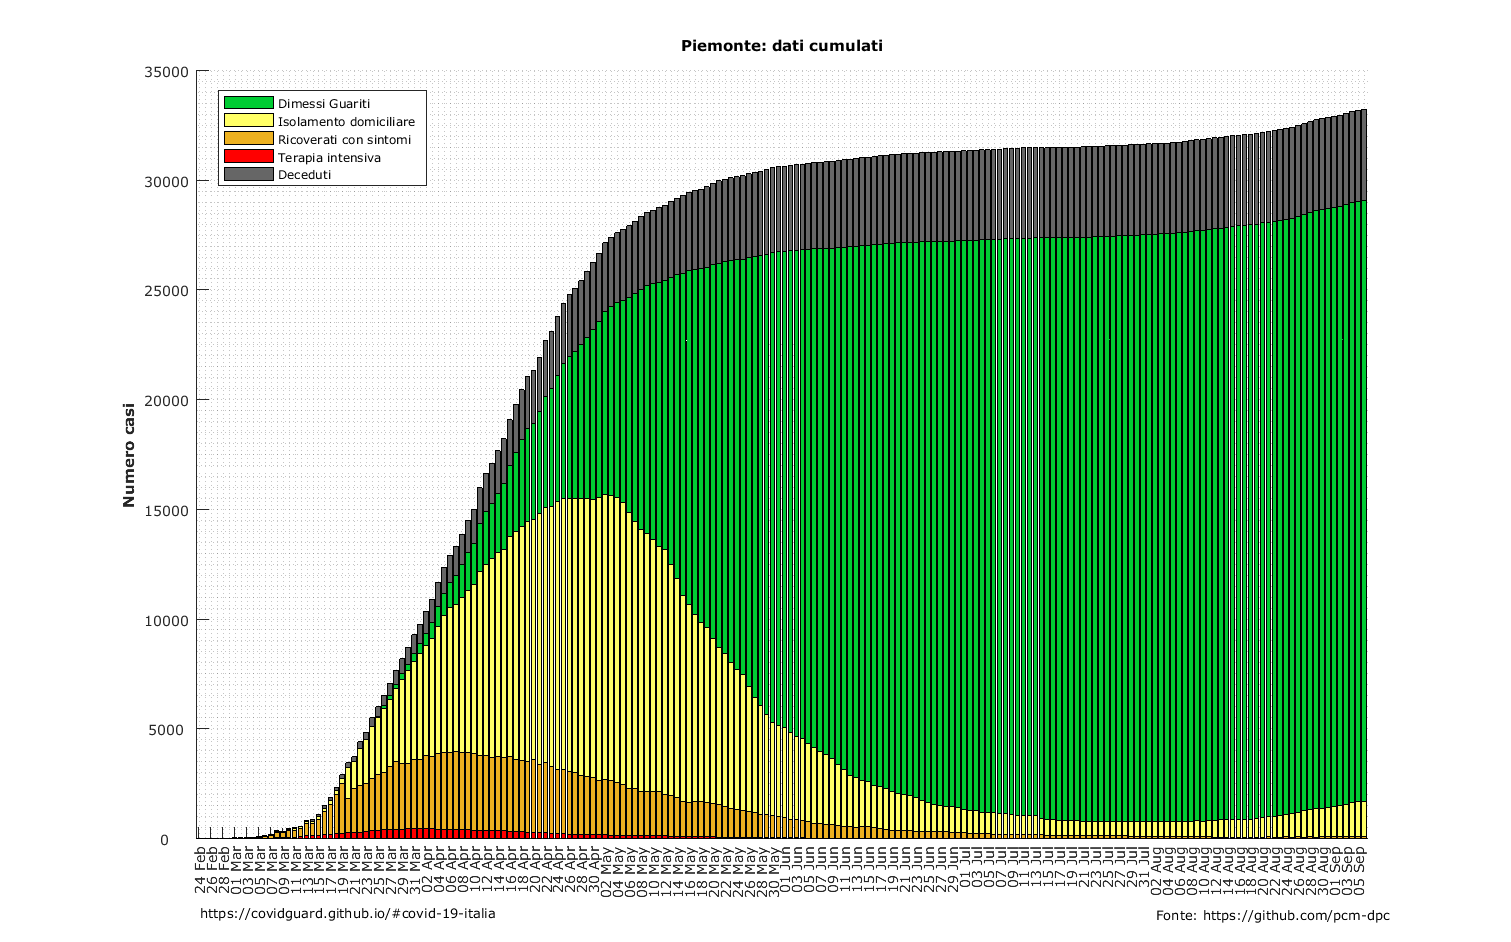 Piemonte: dati cumulati
35000
30000
25000
20000
15000
10000
5000
0
Numero casi
Dimessi Guariti
Isolamento domiciliare
Ricoverati con sintomi
Terapia intensiva
Deceduti
24 Feb
26 Feb
28 Feb
01 Mar
03 Mar
05 Mar
07 Mar
09 Mar
11 Mar
13 Mar
15 Mar
17 Mar
19 Mar
21 Mar
23 Mar
25 Mar
27 Mar
29 Mar
31 Mar
02 Apr
04 Apr
06 Apr
08 Apr
10 Apr
12 Apr
14 Apr
16 Apr
18 Apr
20 Apr
22 Apr
24 Apr
26 Apr
28 Apr
30 Apr
02 May
04 May
06 May
08 May
10 May
12 May
14 May
16 May
18 May
20 May
22 May
24 May
26 May
28 May
30 May
01 Jun
03 Jun
05 Jun
07 Jun
09 Jun
11 Jun
13 Jun
15 Jun
17 Jun
19 Jun
21 Jun
23 Jun
25 Jun
27 Jun
29 Jun
01 Jul
03 Jul
05 Jul
07 Jul
09 Jul
11 Jul
13 Jul
15 Jul
17 Jul
19 Jul
21 Jul
23 Jul
25 Jul
27 Jul
29 Jul
31 Jul
02 Aug
04 Aug
06 Aug
08 Aug
10 Aug
12 Aug
14 Aug
16 Aug
18 Aug
20 Aug
22 Aug
24 Aug
26 Aug
28 Aug
30 Aug
01 Sep
03 Sep
05 Sep
https://covidguard.github.io/#covid-19-italia
Fonte: https://github.com/pcm-dpc